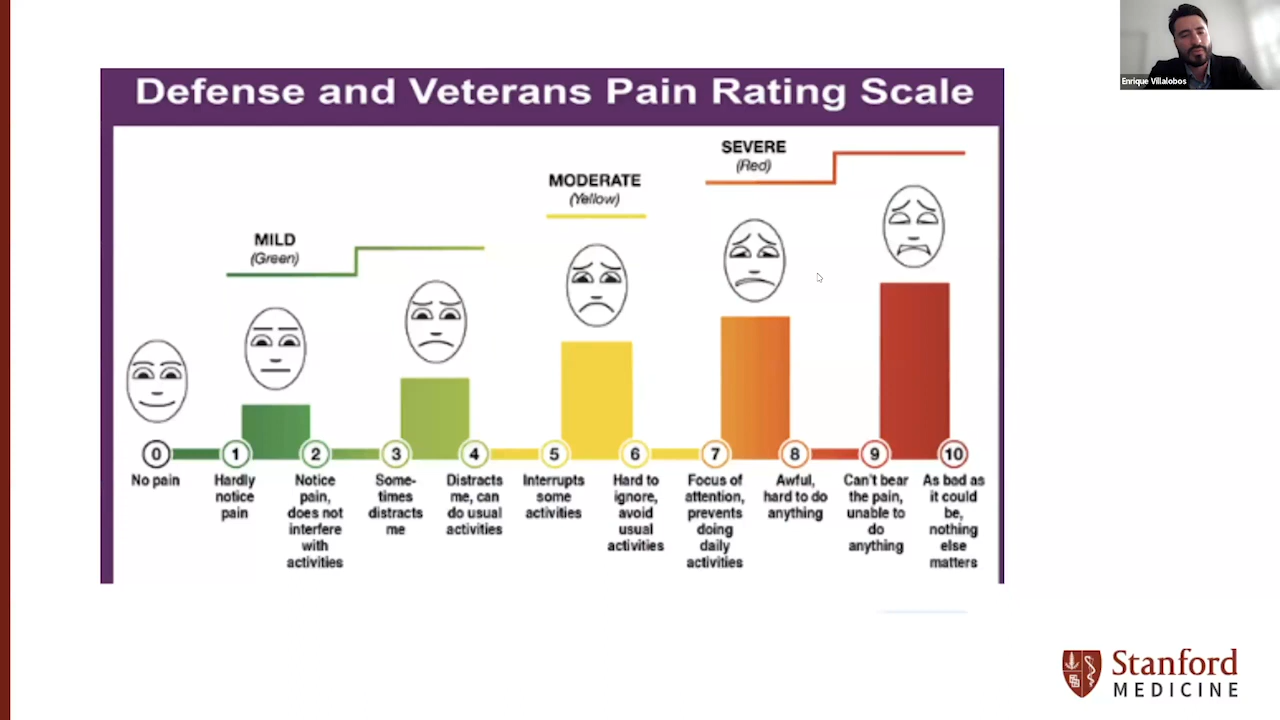 Enrique Villalobos
Defense and Veterans Pain Rating Scale
SEVERE
(Red)
MODERATE
(Yellow)
MILD
(Green)
0
1
2
3
4
5
6
7
8
9
10
No pain
Hardly
notice
pain
Notice
pain,
does not
interfere
with
activities
Some-
times
distracts
me
Distracts
me, can
do usual
activities
Interrupts
some
activities
Hard to
ignore,
avoid
usual
activities
Focus of
attention,
prevents
doing
daily
activities
Awful,
hard to do
anything
Can't bear
the pain,
unable to
do
anything
As bad as
it could
be,
nothing
else
matters
Stanford
MEDICINE